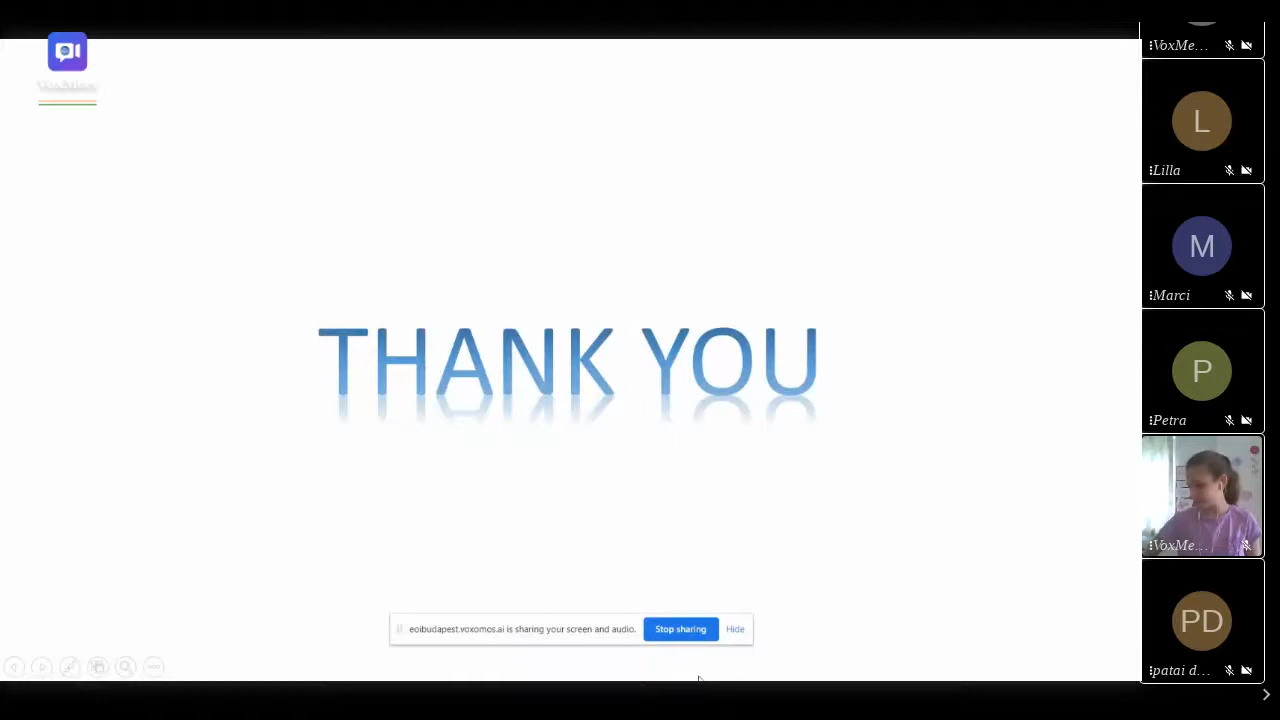 VoxMe...
L
Lilla
M
Marci
THANK YOU
P
Petra
VoxMe...
eoibudapest.voxomos.ai is sharing your screen and audio.
Stop sharing
Hide
PD
patai d...